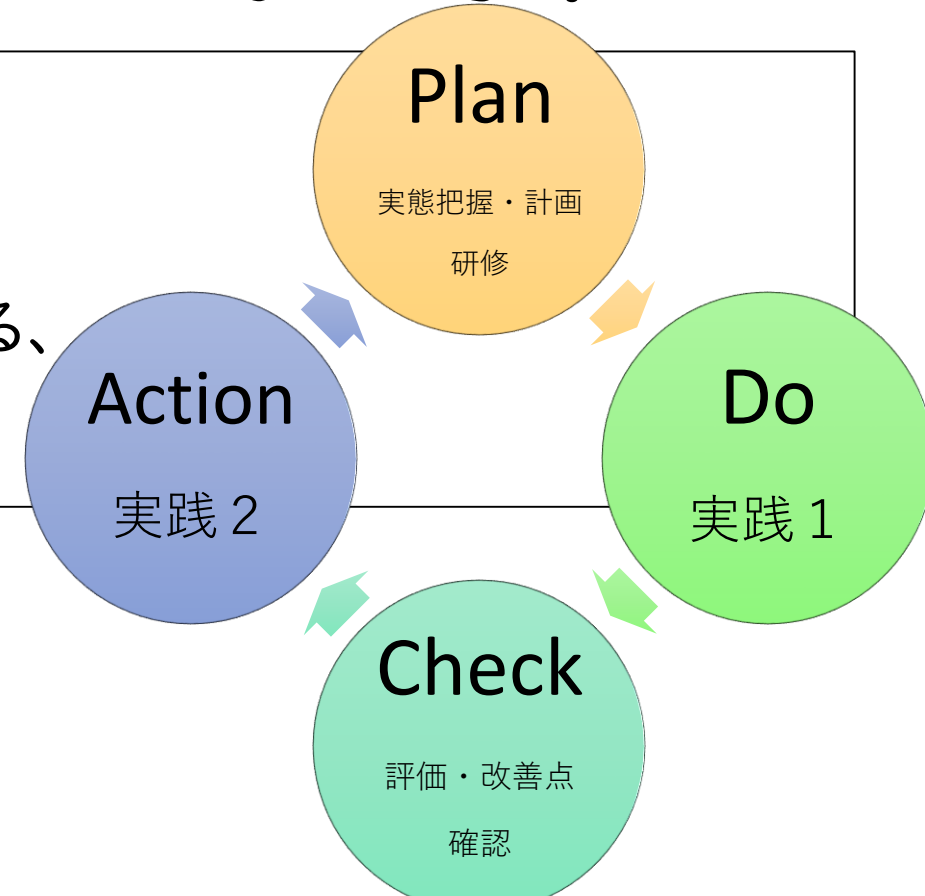 Plan
実態把握・計画
研修
る、
Action
実践２
Do
実践１
Check
評価・改善点
確認